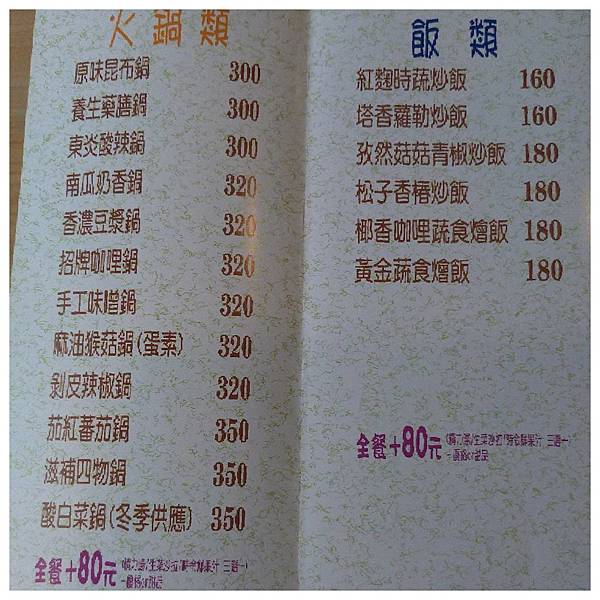 火鍋類
原味昆布鍋 300
養生藥膳鍋 300
東炎酸辣鍋 300
南瓜奶香鍋 320
香濃豆漿鍋 320
招牌咖哩鍋 320
手工味噌鍋 320
麻油猴菇鍋(蛋素) 320
剝皮辣椒鍋 320
茄紅蕃茄鍋 350
滋補四物鍋 350
酸白菜鍋(冬季供應) 350
全餐+80元
飯類
紅麴時蔬炒飯 160
塔香蘿勒炒飯 160
孜然菇菇青椒炒飯 180
松子香椿炒飯 180
椰香咖哩蔬食燴飯 180
黃金蔬食燴飯 180
全餐+80元